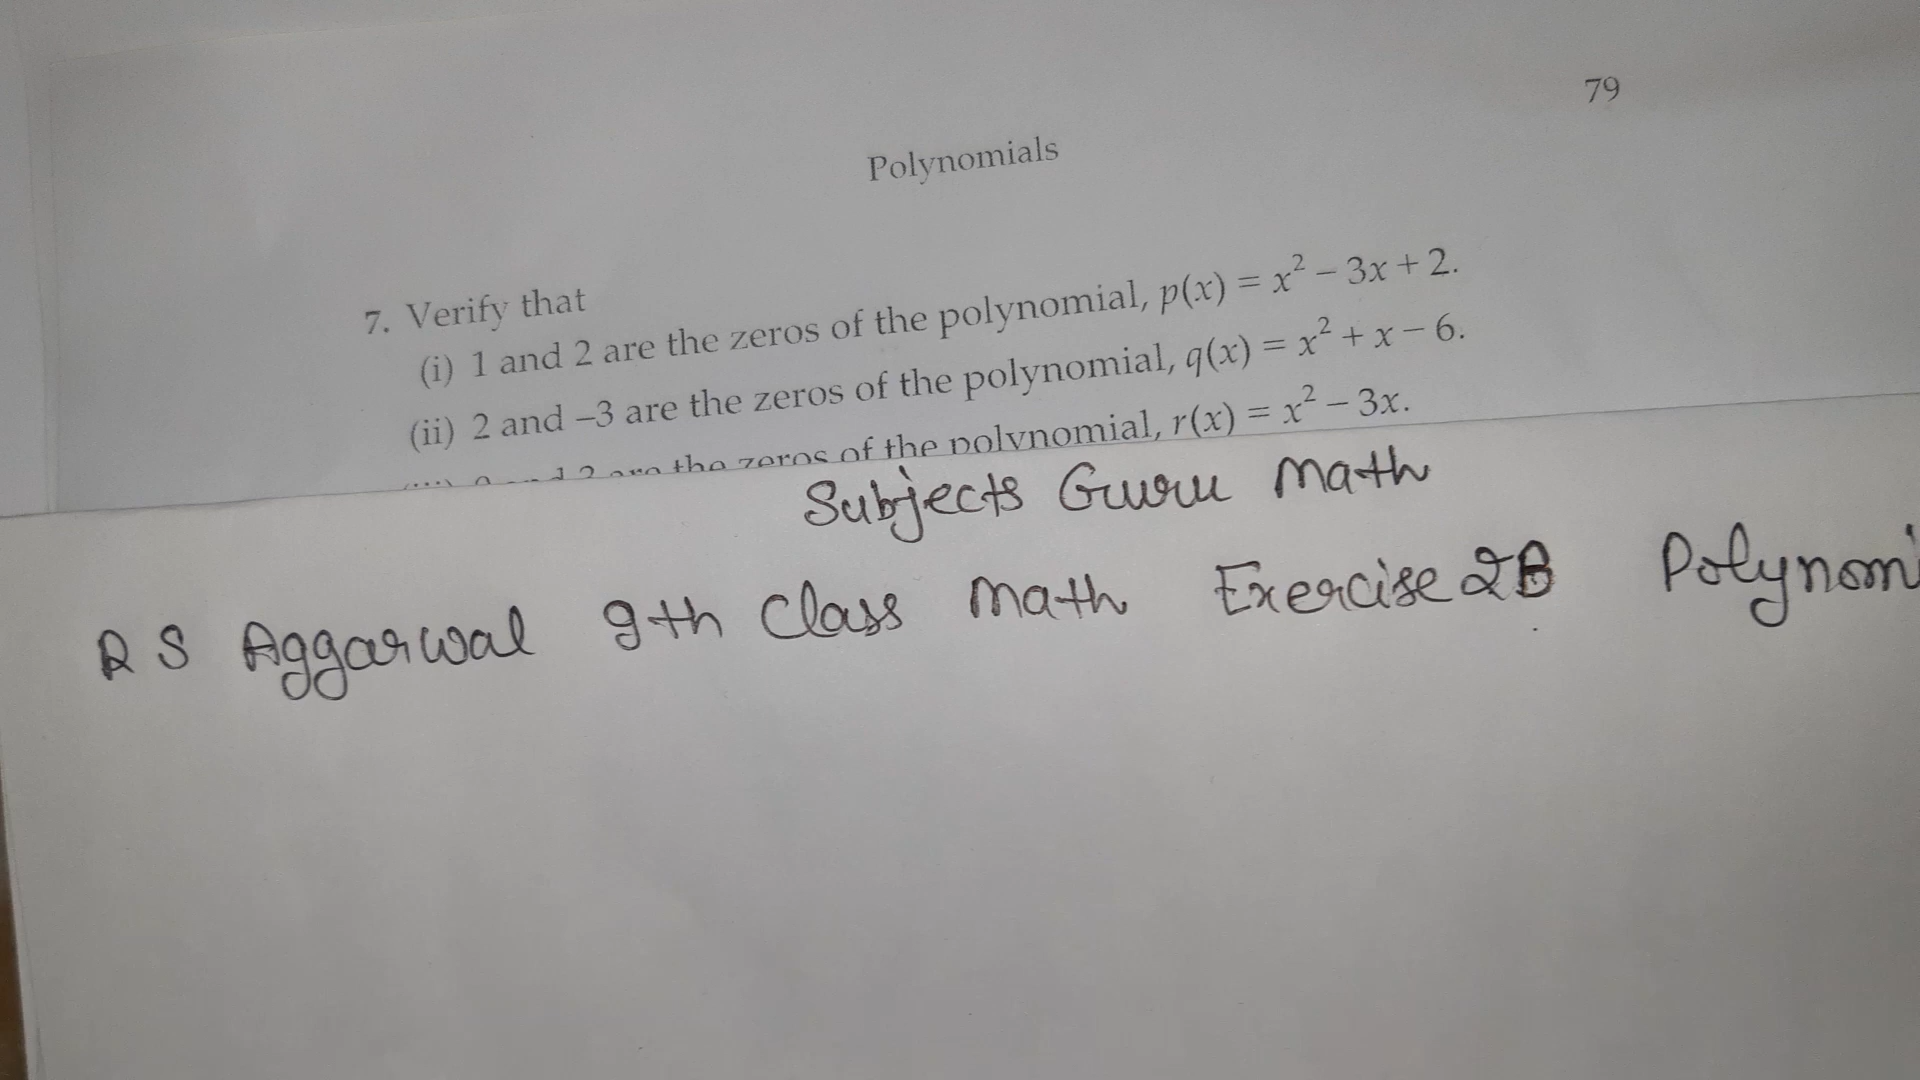 79
Polynomials
7. Verify that
(i) 1 and 2 are the zeros of the polynomial, p(x) = x² – 3x + 2.
(ii) 2 and –3 are the zeros of the polynomial, q(x) = x² + x – 6.
are the zeros of the polynomial, r(x) = x² – 3x.
Subjects Guru Math
R S Aggarwal 9th Class Math Exercise 2B Polynomi